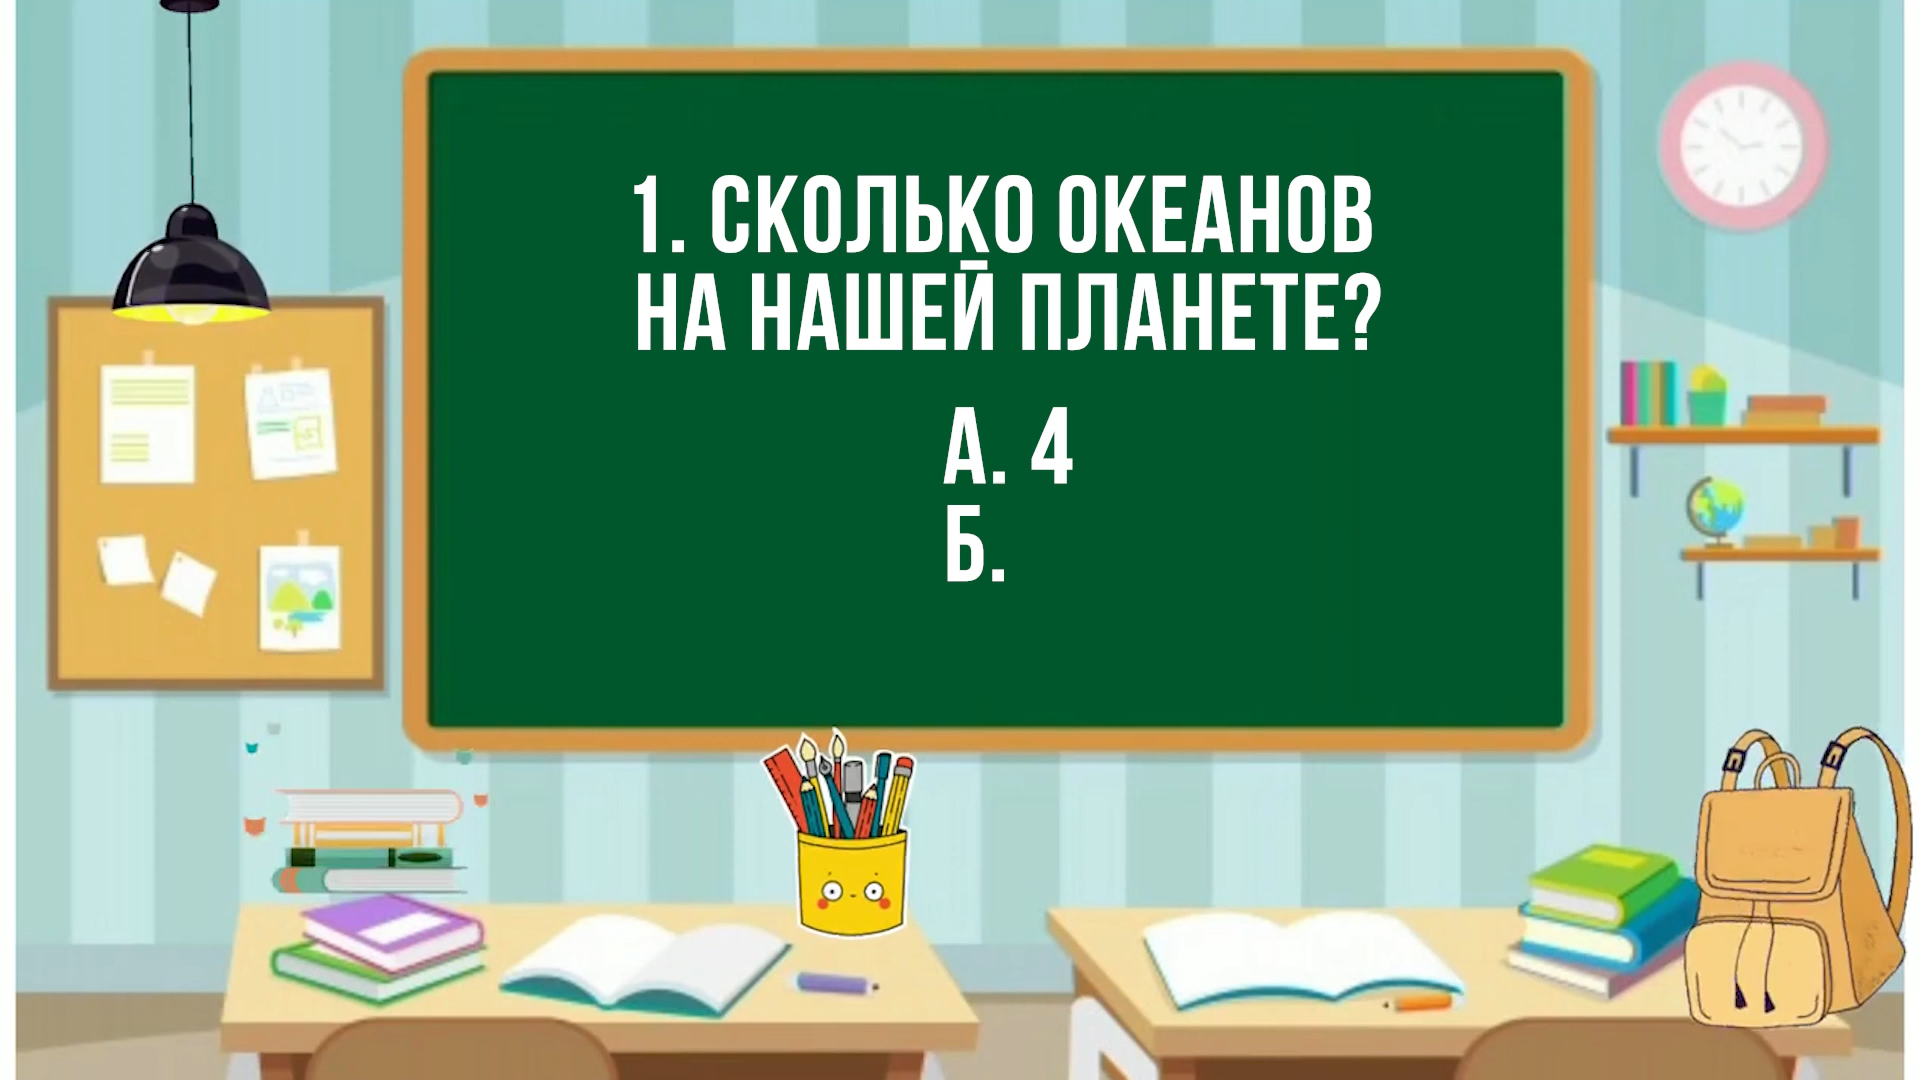 1. СКОЛЬКО ОКЕАНОВ
НА НАШЕЙ ПЛАНЕТЕ?
А. 4
Б.